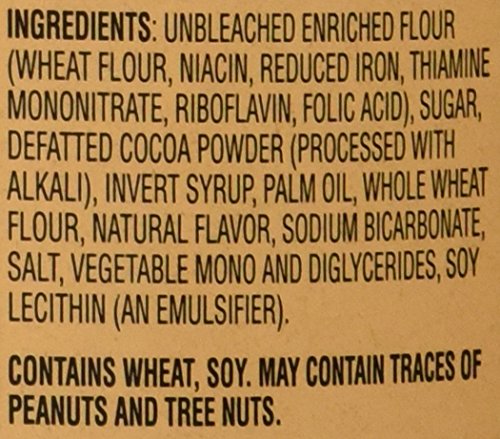 INGREDIENTS: UNBLEACHED ENRICHED FLOUR
(WHEAT FLOUR, NIACIN, REDUCED IRON, THIAMINE
MONONITRATE, RIBOFLAVIN, FOLIC ACID), SUGAR,
DEFATTED COCOA POWDER (PROCESSED WITH
ALKALI), INVERT SYRUP, PALM OIL, WHOLE WHEAT
FLOUR, NATURAL FLAVOR, SODIUM BICARBONATE,
SALT, VEGETABLE MONO AND DIGLYCERIDES, SOY
LECITHIN (AN EMULSIFIER).
CONTAINS WHEAT, SOY. MAY CONTAIN TRACES OF
PEANUTS AND TREE NUTS.